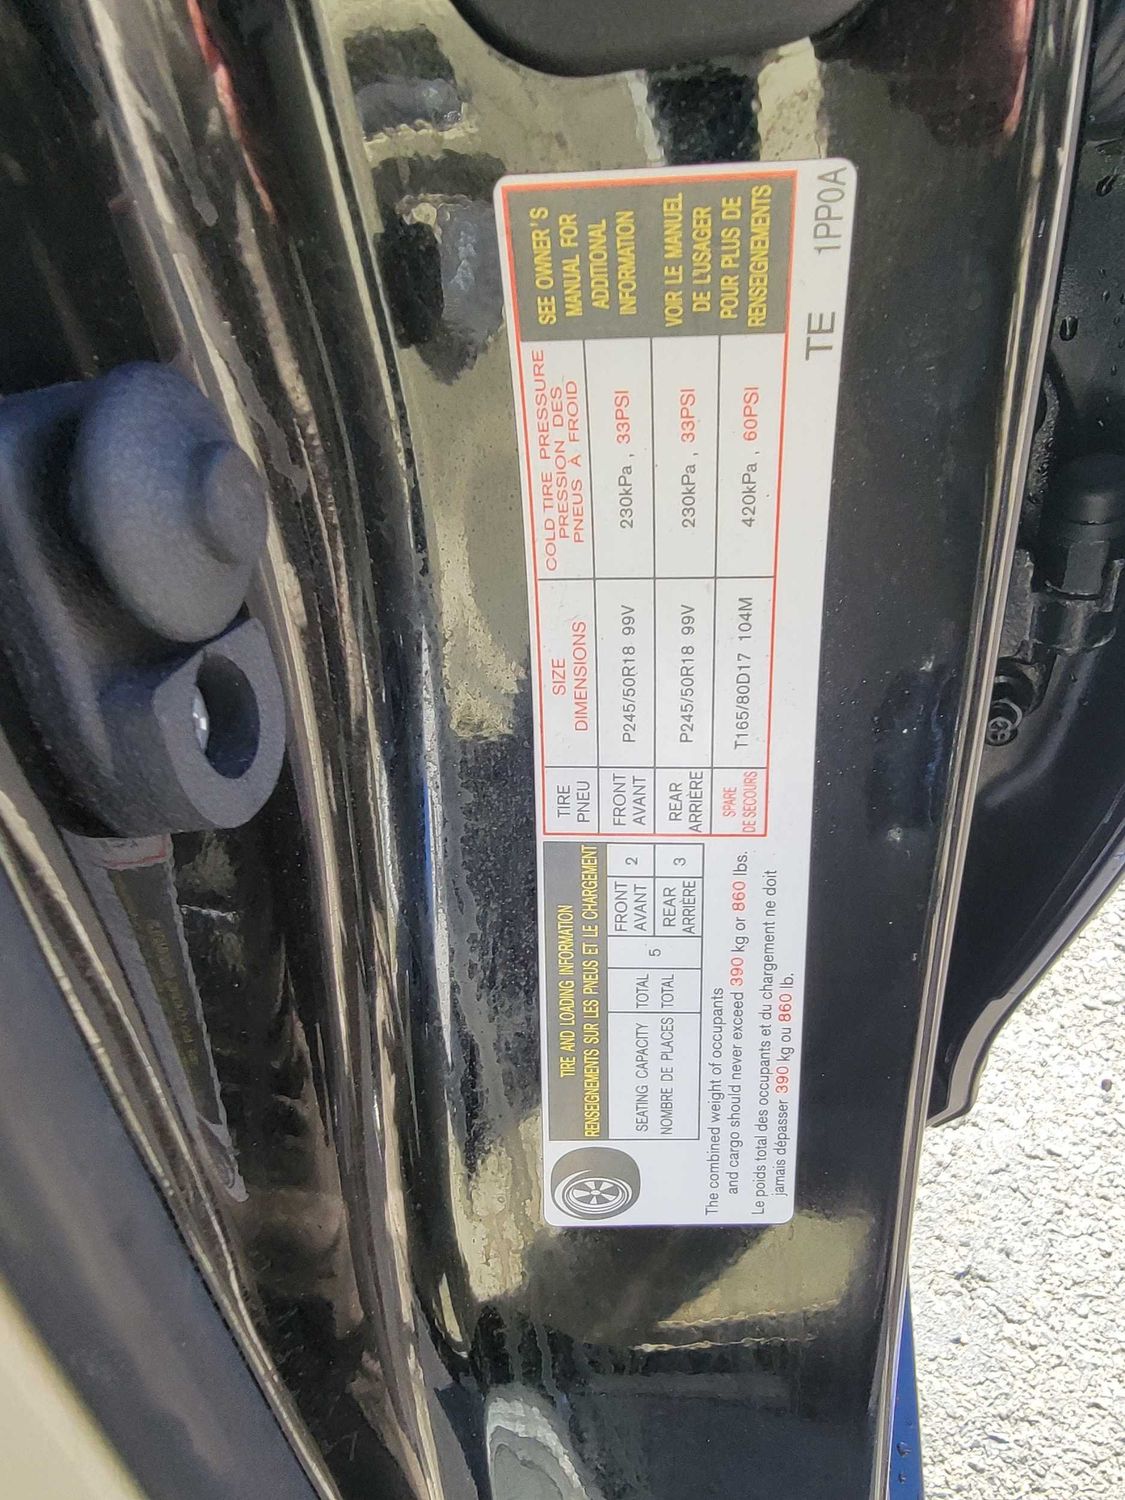 TIRE AND LOADING INFORMATION
RENSEIGNEMENTS SUR LES PNEUS ET LE CHARGEMENT
SEATING CAPACITY
NOMBRE DE PLACES
TOTAL
TOTAL
5
FRONT
AVANT
2
REAR
ARRIÈRE
3
The combined weight of occupants
and cargo should never exceed 390 kg or 860 lbs.
Le poids total des occupants et du chargement ne doit
jamais dépasser 390 kg ou 860 lb.
TIRE
PNEU
SIZE
DIMENSIONS
COLD TIRE PRESSURE
PRESSION DES
PNEUS À FROID
FRONT
AVANT
P245/50R18 99V
230kPa , 33PSI
REAR
ARRIÈRE
P245/50R18 99V
230kPa , 33PSI
SPARE
DE SECOURS
T165/80D17 104M
420kPa , 60PSI
SEE OWNER'S
MANUAL FOR
ADDITIONAL
INFORMATION
VOIR LE MANUEL
DE L'USAGER
POUR PLUS DE
RENSEIGNEMENTS
TE 1PP0A